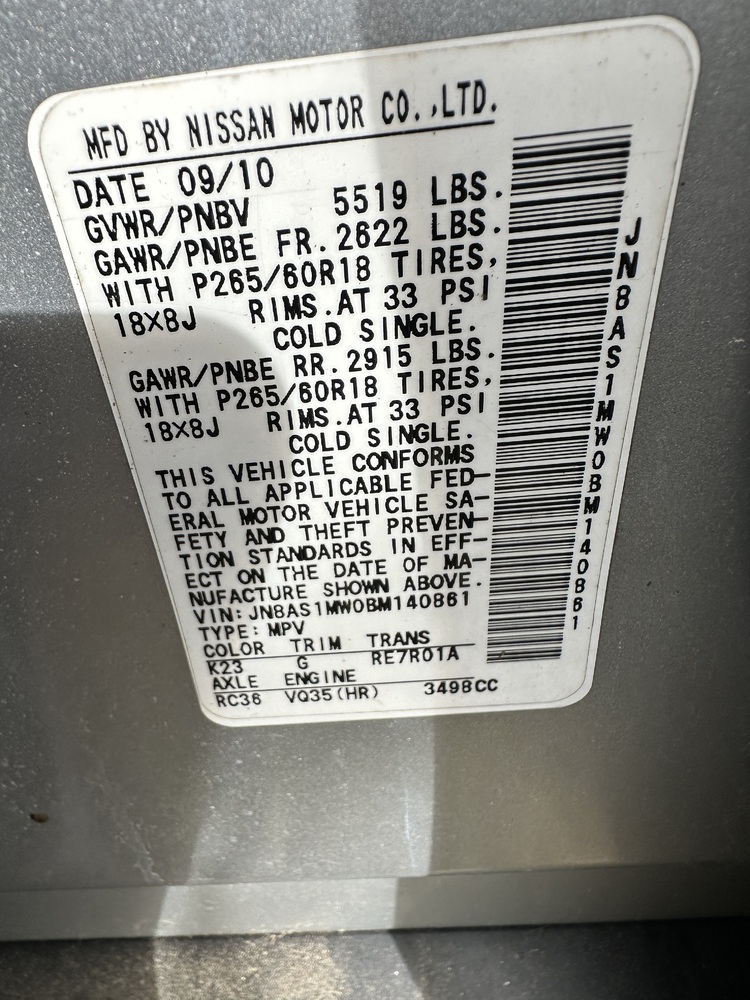 MFD BY NISSAN MOTOR CO.,LTD.
DATE 09/10
GVWR/PNBV 5519 LBS.
GAWR/PNBE FR. 2622 LBS.
WITH P265/60R18 TIRES,
18X8J RIMS.AT 33 PSI
COLD SINGLE.
GAWR/PNBE RR. 2915 LBS.
WITH P265/60R18 TIRES,
18X8J RIMS.AT 33 PSI
COLD SINGLE.
THIS VEHICLE CONFORMS
TO ALL APPLICABLE FED-
ERAL MOTOR VEHICLE SA-
FETY AND THEFT PREVEN-
TION STANDARDS IN EFF-
ECT ON THE DATE OF MA-
NUFACTURE SHOWN ABOVE.
VIN: JN8AS1MW0BM140861
TYPE: MPV
COLOR TRIM TRANS
K23 G RE7R01A
AXLE ENGINE
RC36 VQ35(HR) 3498CC
JN8AS1MW0BM140861